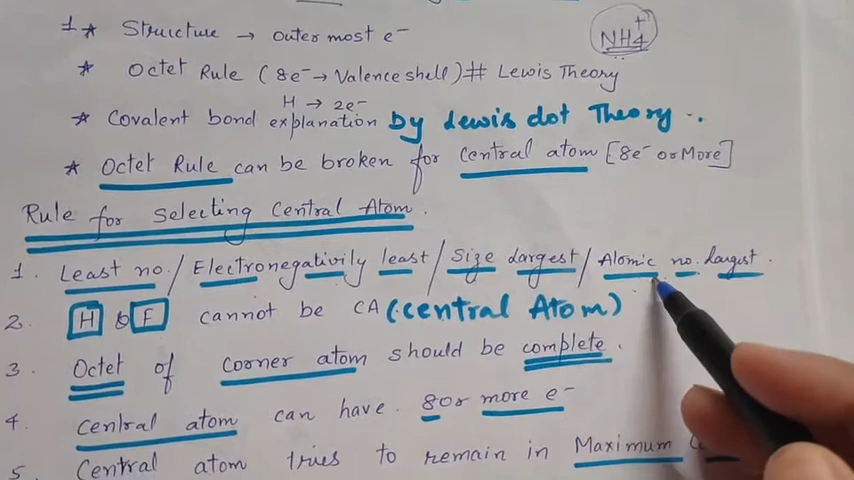 1 * Structure → outermost e⁻
NH4⁺
* Octet Rule (8e⁻ → Valence shell) # Lewis Theory
H → 2e⁻
* Covalent bond explanation by Lewis dot Theory..
* Octet Rule can be broken for central atom [8e⁻ or More]
Rule for selecting Central Atom.
1. Least no. / Electronegativity least / Size largest / Atomic no. largest.
2. H & F cannot be CA (central Atom)
3. Octet of corner atom should be complete.
4. Central atom can have 8 or more e⁻
5. Central atom tries to remain in Maximum